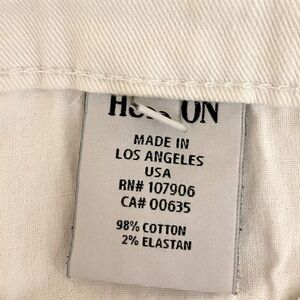 MADE IN
LOS ANGELES
USA
RN# 107906
CA# 00635
98% COTTON
2% ELASTAN